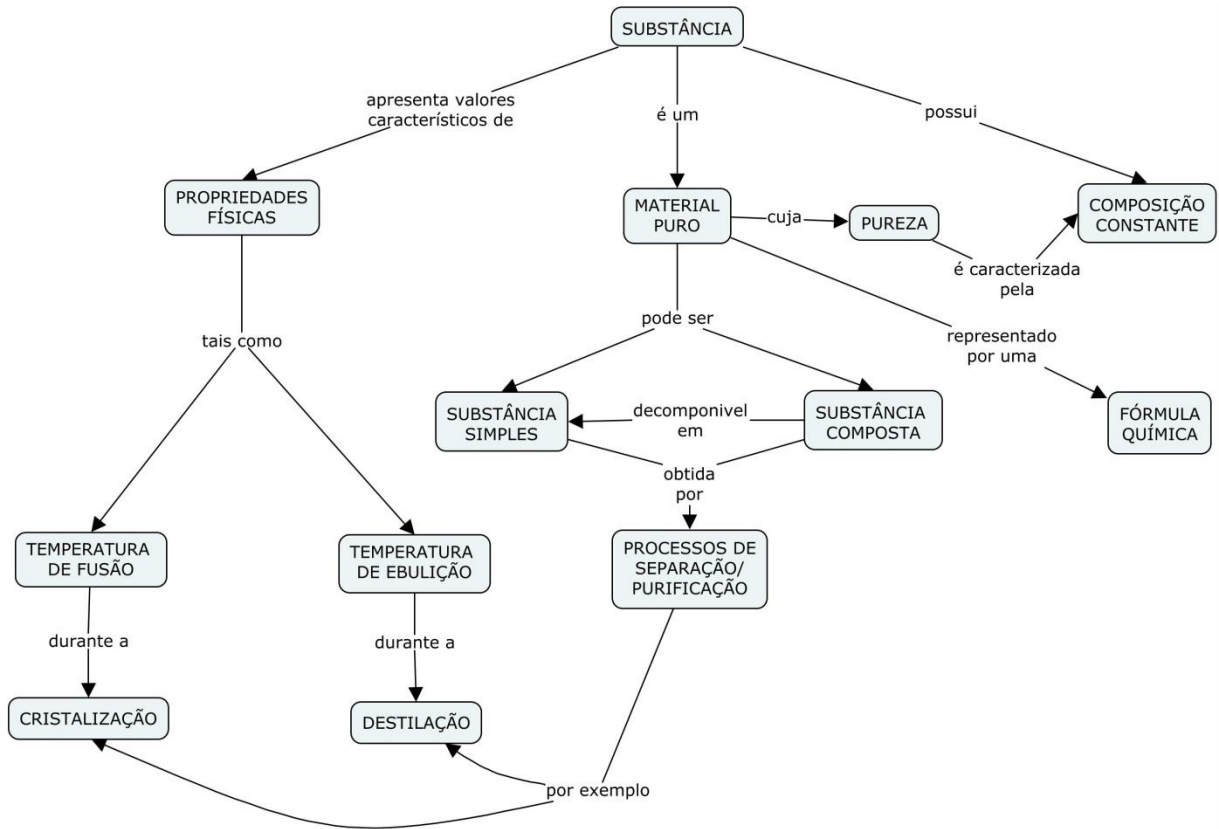 SUBSTÂNCIA
apresenta valores
característicos de
é um
possui
PROPRIEDADES
FÍSICAS
MATERIAL
PURO
cuja
PUREZA
COMPOSIÇÃO
CONSTANTE
é caracterizada
pela
tais como
pode ser
representado
por uma
SUBSTÂNCIA
SIMPLES
decomponivel
em
SUBSTÂNCIA
COMPOSTA
FÓRMULA
QUÍMICA
obtida
por
TEMPERATURA
DE FUSÃO
TEMPERATURA
DE EBULIÇÃO
PROCESSOS DE
SEPARAÇÃO/
PURIFICAÇÃO
durante a
durante a
CRISTALIZAÇÃO
DESTILAÇÃO
por exemplo